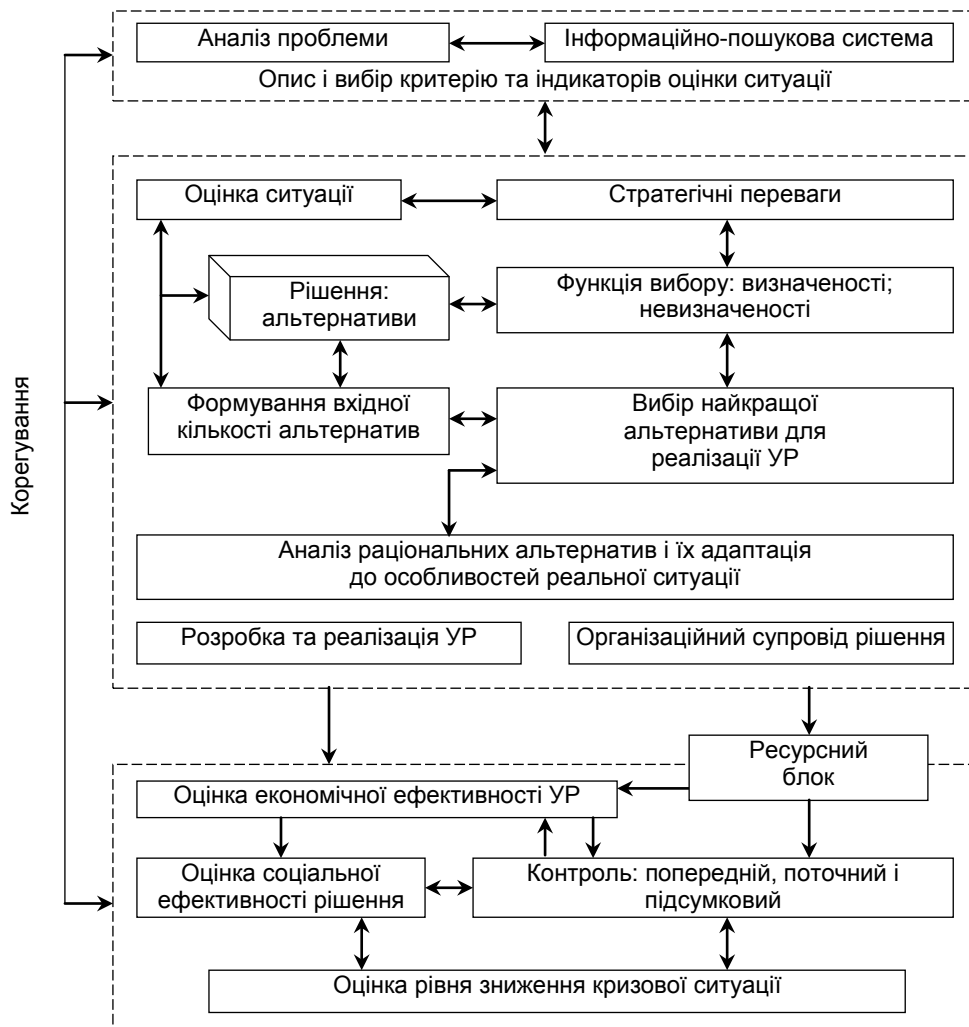 Аналіз проблеми
Інформаційно-пошукова система
Опис і вибір критерію та індикаторів оцінки ситуації
Корегування
Оцінка ситуації
Стратегічні переваги
Рішення:
альтернативи
Функція вибору: визначеності;
невизначеності
Формування вхідної
кількості альтернатив
Вибір найкращої
альтернативи для
реалізації УР
Аналіз раціональних альтернатив і їх адаптація
до особливостей реальної ситуації
Розробка та реалізація УР
Організаційний супровід рішення
Ресурсний
блок
Оцінка економічної ефективності УР
Оцінка соціальної
ефективності рішення
Контроль: попередній, поточний і
підсумковий
Оцінка рівня зниження кризової ситуації